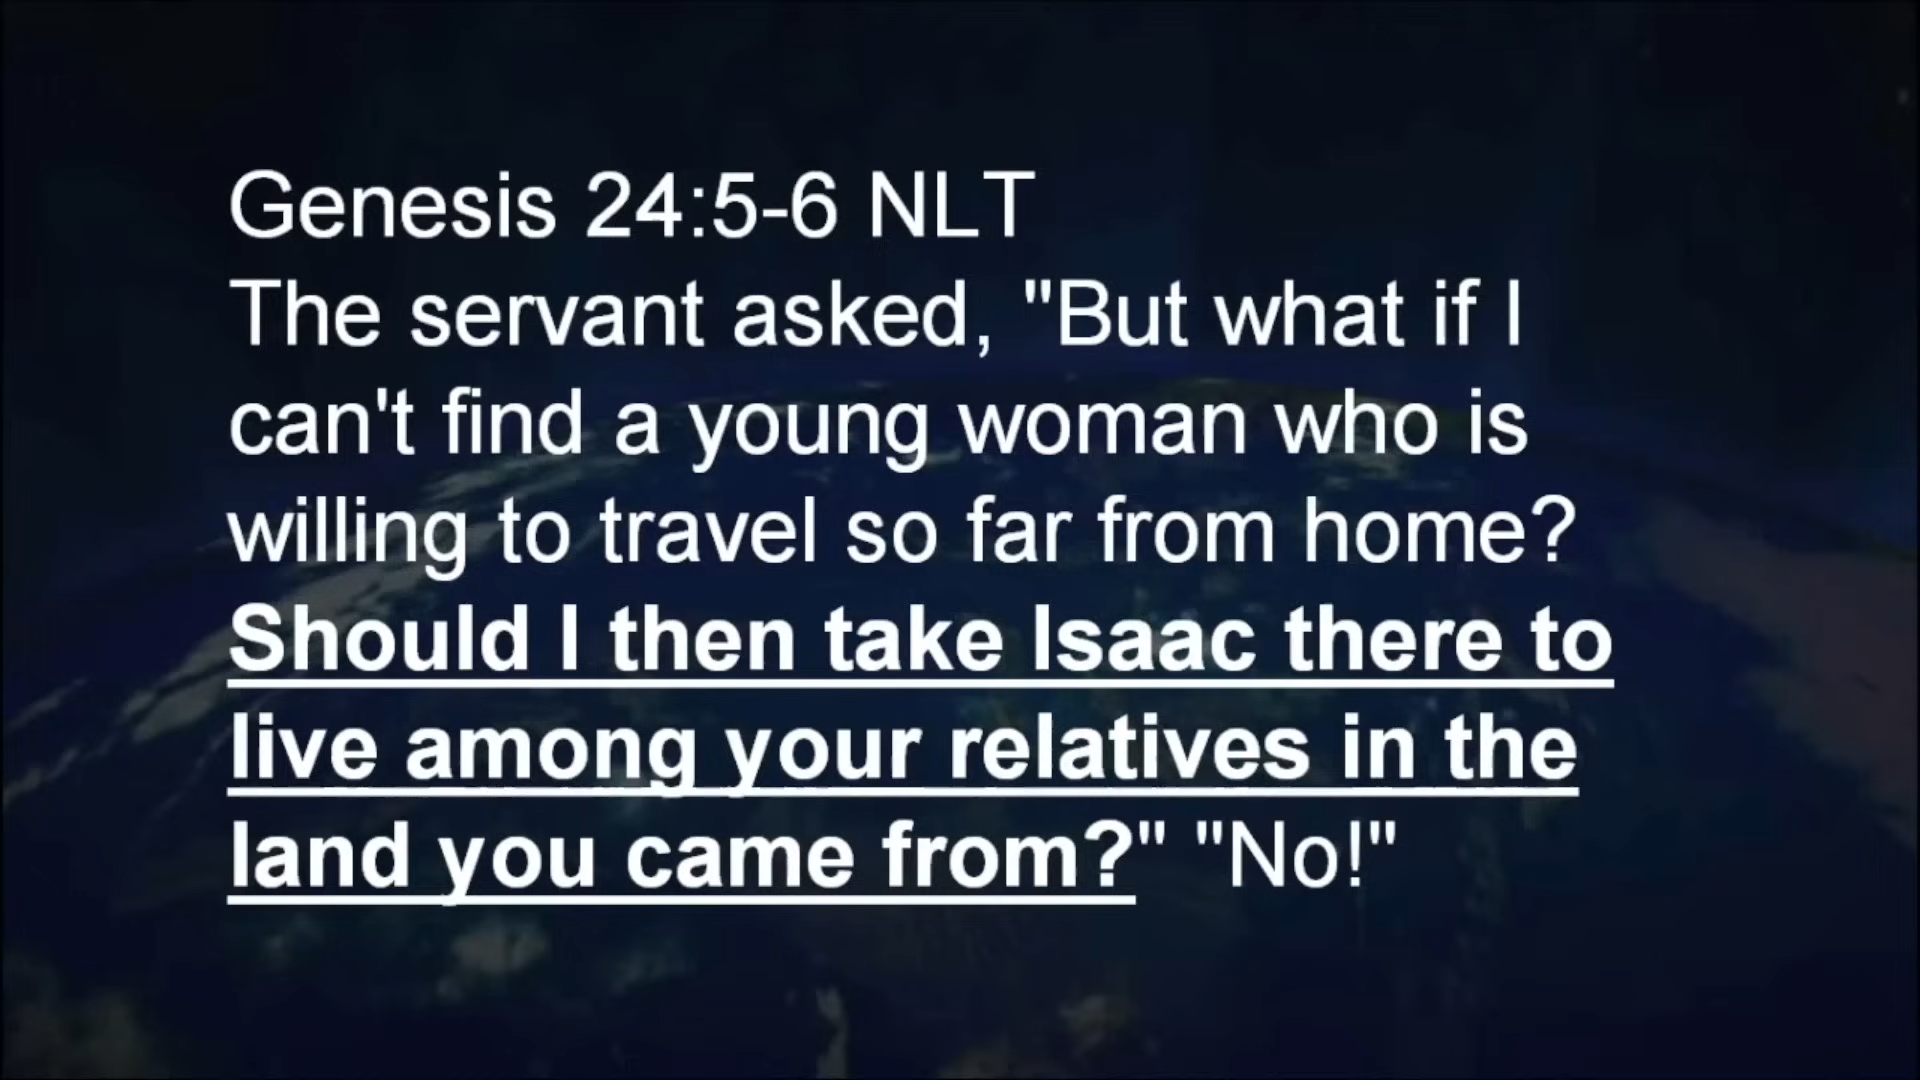 Genesis 24:5-6 NLT
The servant asked, "But what if I
can't find a young woman who is
willing to travel so far from home?
Should I then take Isaac there to
live among your relatives in the
land you came from?" "No!"